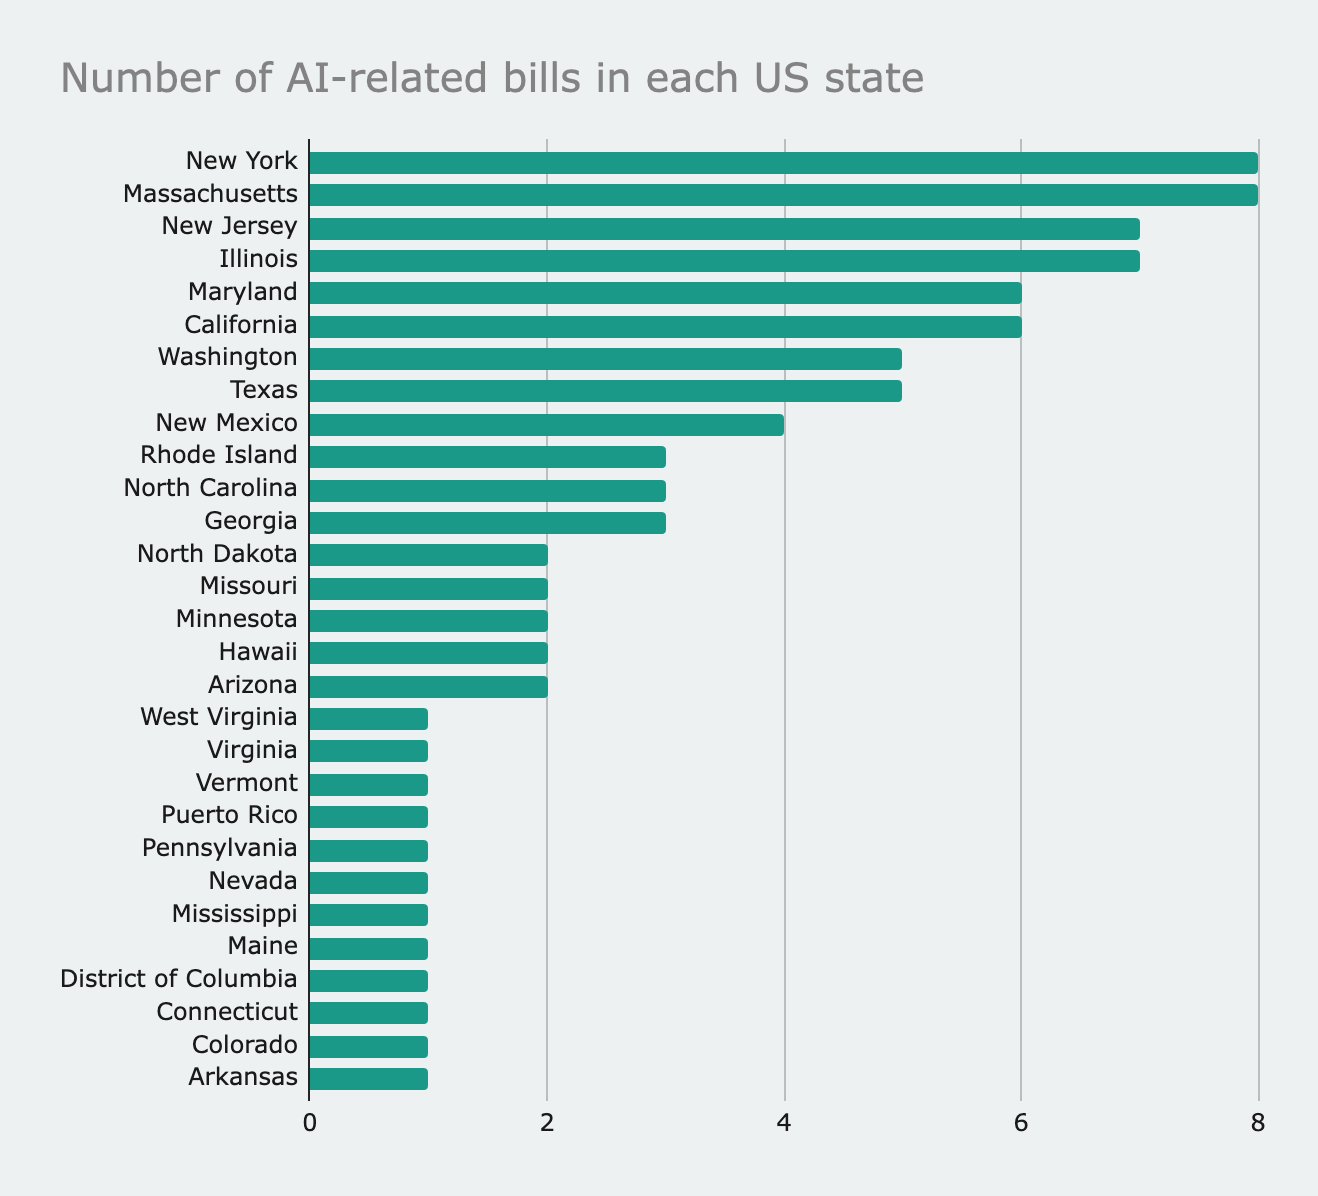 Number of AI-related bills in each US state
New York
Massachusetts
New Jersey
Illinois
Maryland
California
Washington
Texas
New Mexico
Rhode Island
North Carolina
Georgia
North Dakota
Missouri
Minnesota
Hawaii
Arizona
West Virginia
Virginia
Vermont
Puerto Rico
Pennsylvania
Nevada
Mississippi
Maine
District of Columbia
Connecticut
Colorado
Arkansas
0 2 4 6 8